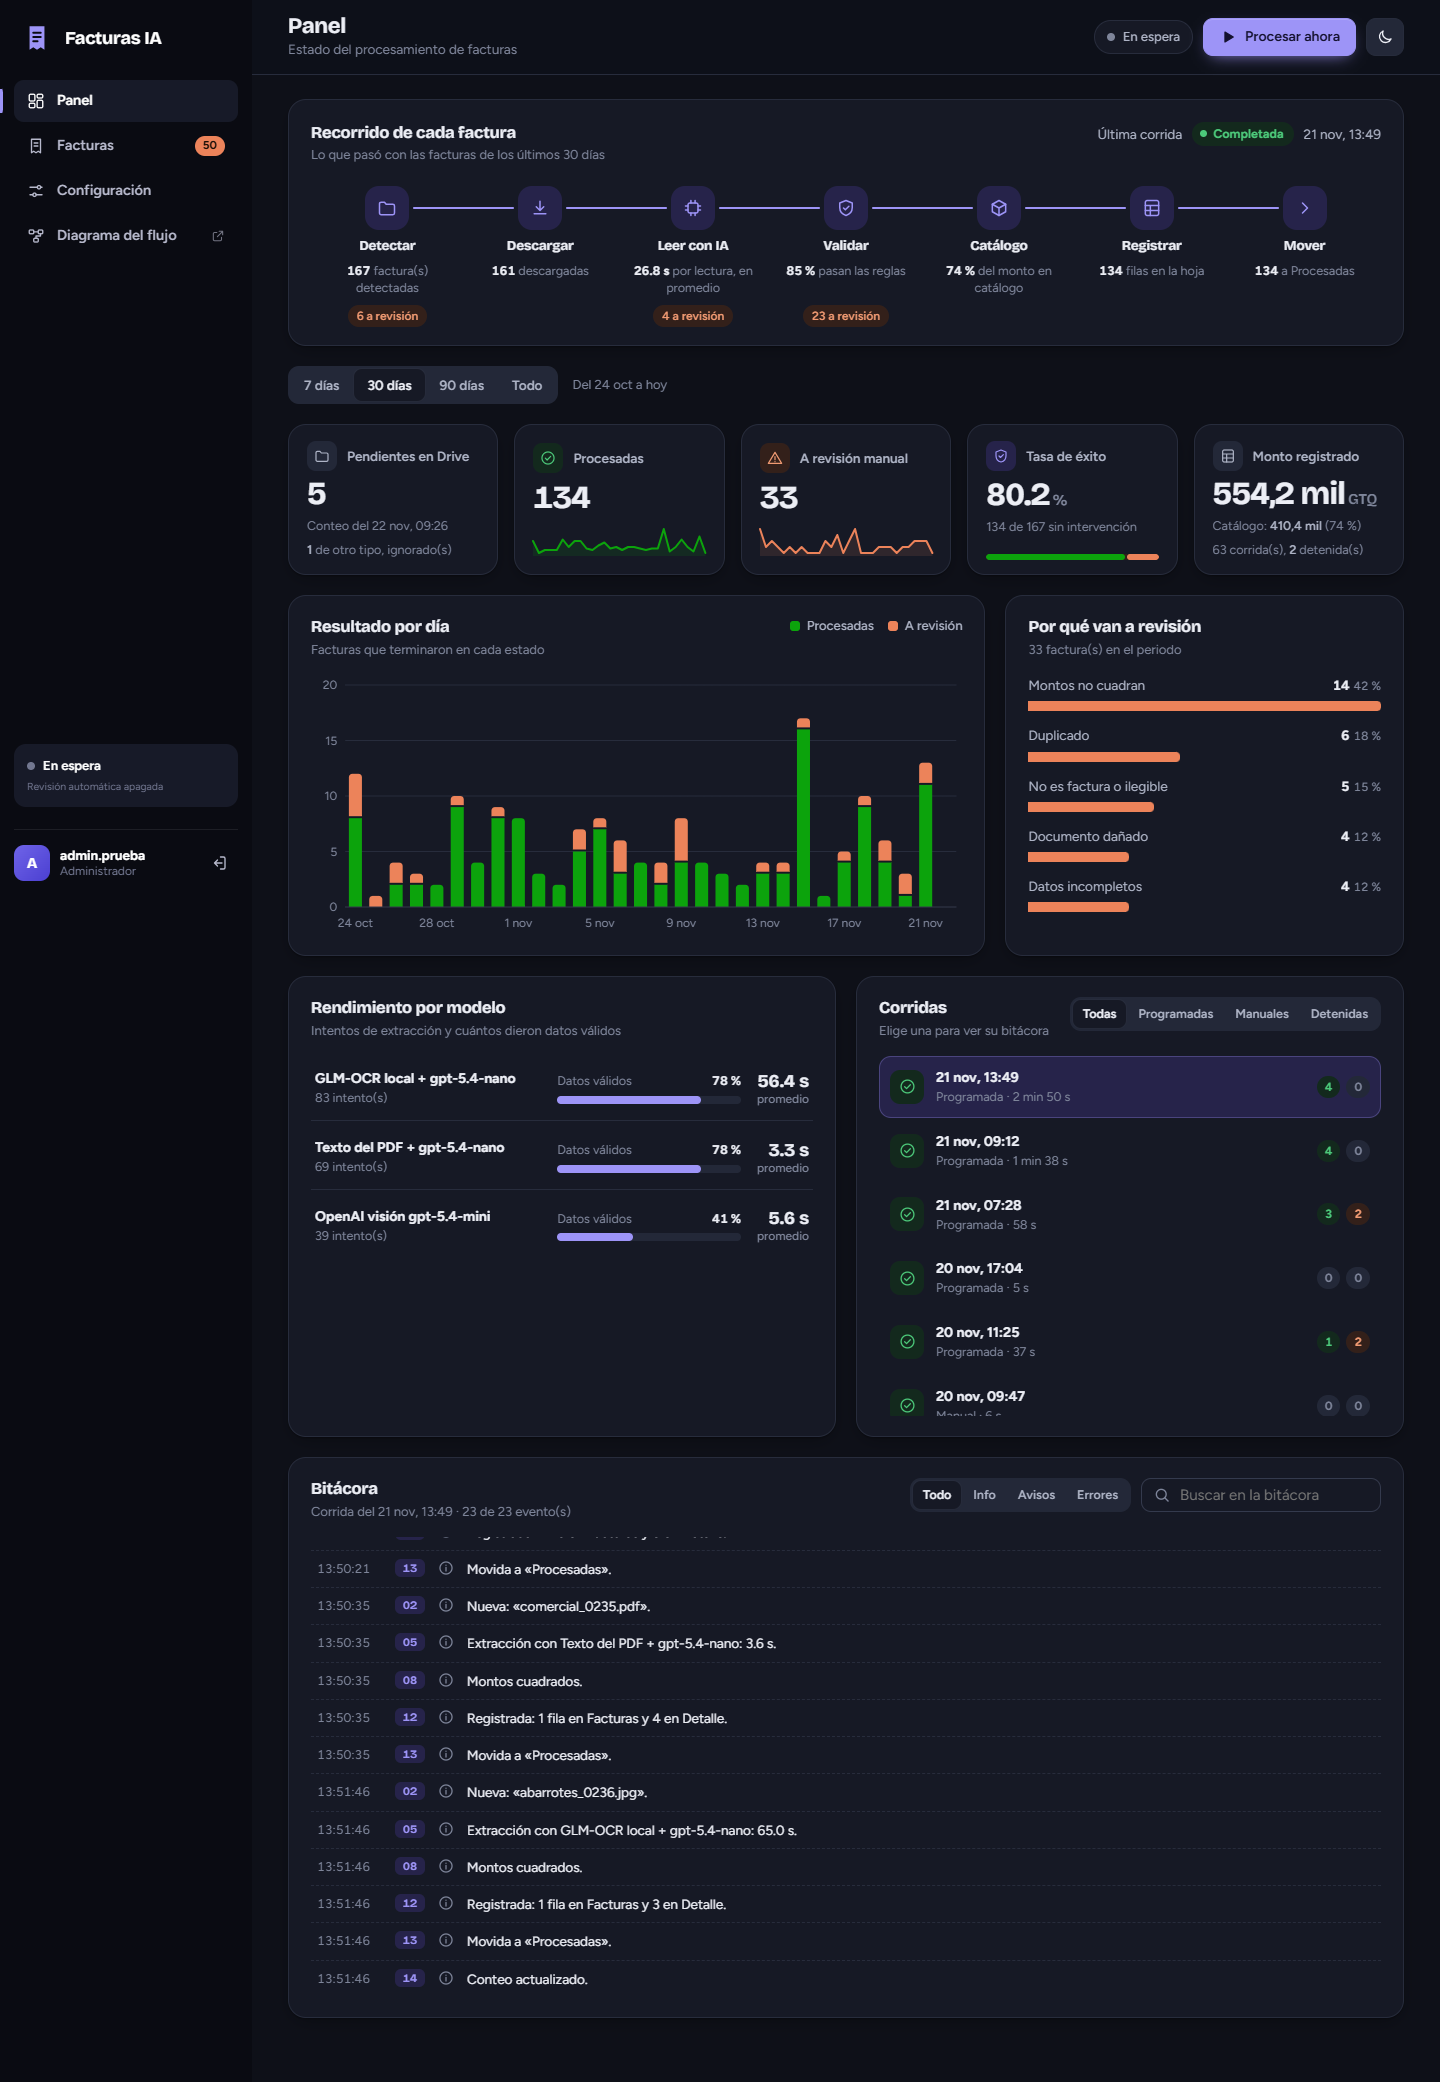 Facturas IA
Panel
Facturas
50
Configuración
Diagrama del flujo
En espera
Revisión automática apagada
A
admin.prueba
Administrador
Panel
Estado del procesamiento de facturas
En espera
Procesar ahora
Recorrido de cada factura
Lo que pasó con las facturas de los últimos 30 días
Última corrida
Completada
21 nov, 13:49
Detectar
167 factura(s)
detectadas
6 a revisión
Descargar
161 descargadas
Leer con IA
26.8 s por lectura, en
promedio
4 a revisión
Validar
85 % pasan las reglas
23 a revisión
Catálogo
74 % del monto en
catálogo
Registrar
134 filas en la hoja
Mover
134 a Procesadas
7 días
30 días
90 días
Todo
Del 24 oct a hoy
Pendientes en Drive
5
Conteo del 22 nov, 09:26
1 de otro tipo, ignorado(s)
Procesadas
134
A revisión manual
33
Tasa de éxito
80.2 %
134 de 167 sin intervención
Monto registrado
554,2 mil GTQ
Catálogo: 410,4 mil (74 %)
63 corrida(s), 2 detenida(s)
Resultado por día
Facturas que terminaron en cada estado
Procesadas
A revisión
20
15
10
5
0
24 oct
28 oct
1 nov
5 nov
9 nov
13 nov
17 nov
21 nov
Por qué van a revisión
33 factura(s) en el periodo
Montos no cuadran
14 42 %
Duplicado
6 18 %
No es factura o ilegible
5 15 %
Documento dañado
4 12 %
Datos incompletos
4 12 %
Rendimiento por modelo
Intentos de extracción y cuántos dieron datos válidos
GLM-OCR local + gpt-5.4-nano
83 intento(s)
Datos válidos
78 %
56.4 s
promedio
Texto del PDF + gpt-5.4-nano
69 intento(s)
Datos válidos
78 %
3.3 s
promedio
OpenAI visión gpt-5.4-mini
39 intento(s)
Datos válidos
41 %
5.6 s
promedio
Corridas
Elige una para ver su bitácora
Todas
Programadas
Manuales
Detenidas
21 nov, 13:49
Programada · 2 min 50 s
4
0
21 nov, 09:12
Programada · 1 min 38 s
4
0
21 nov, 07:28
Programada · 58 s
3
2
20 nov, 17:04
Programada · 5 s
0
0
20 nov, 11:25
Programada · 37 s
1
2
20 nov, 09:47
Manual · 6 s
0
0
Bitácora
Corrida del 21 nov, 13:49 · 23 de 23 evento(s)
Todo
Info
Avisos
Errores
Buscar en la bitácora
13:50:21 13 Movida a «Procesadas».
13:50:35 02 Nueva: «comercial_0235.pdf».
13:50:35 05 Extracción con Texto del PDF + gpt-5.4-nano: 3.6 s.
13:50:35 08 Montos cuadrados.
13:50:35 12 Registrada: 1 fila en Facturas y 4 en Detalle.
13:50:35 13 Movida a «Procesadas».
13:51:46 02 Nueva: «abarrotes_0236.jpg».
13:51:46 05 Extracción con GLM-OCR local + gpt-5.4-nano: 65.0 s.
13:51:46 08 Montos cuadrados.
13:51:46 12 Registrada: 1 fila en Facturas y 3 en Detalle.
13:51:46 13 Movida a «Procesadas».
13:51:46 14 Conteo actualizado.